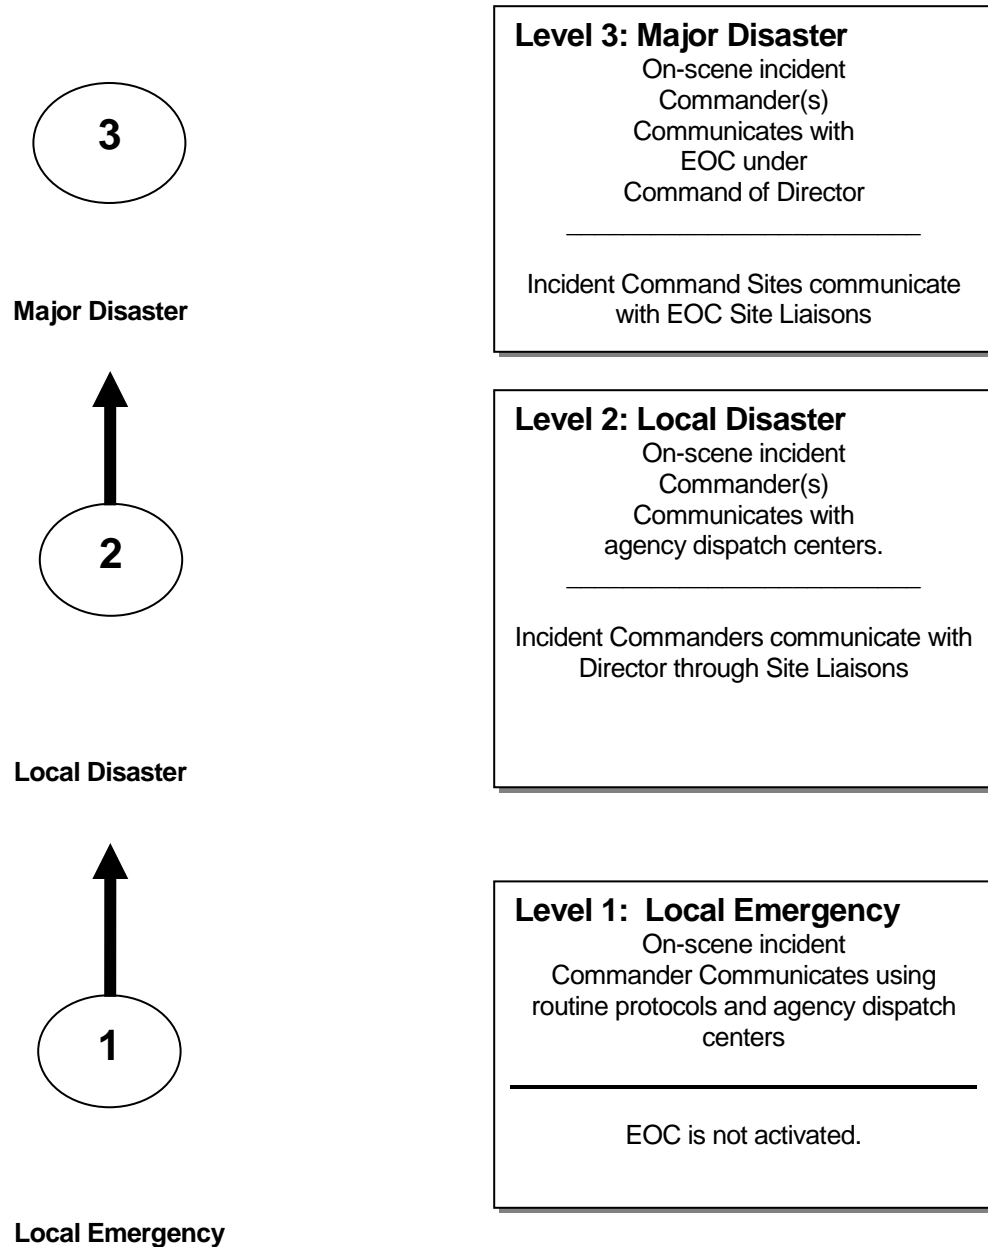 3
Major Disaster
Level 3: Major Disaster
On-scene incident
Commander(s)
Communicates with
EOC under
Command of Director
Incident Command Sites communicate
with EOC Site Liaisons
2
Local Disaster
Level 2: Local Disaster
On-scene incident
Commander(s)
Communicates with
agency dispatch centers.
Incident Commanders communicate with
Director through Site Liaisons
1
Local Emergency
Level 1:  Local Emergency
On-scene incident
Commander Communicates using
routine protocols and agency dispatch
centers
EOC is not activated.